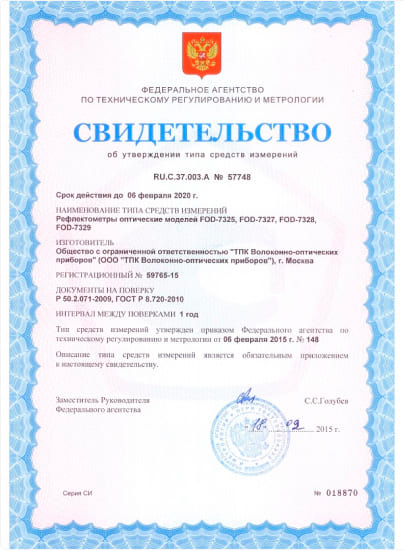 ФЕДЕРАЛЬНОЕ АГЕНТСТВО
ПО ТЕХНИЧЕСКОМУ РЕГУЛИРОВАНИЮ И МЕТРОЛОГИИ
СВИДЕТЕЛЬСТВО
об утверждении типа средств измерений
RU.C.37.003.A № 57748
Срок действия до 06 февраля 2020 г.
НАИМЕНОВАНИЕ ТИПА СРЕДСТВ ИЗМЕРЕНИЙ
Рефлектометры оптические моделей FOD-7325, FOD-7327, FOD-7328,
FOD-7329
ИЗГОТОВИТЕЛЬ
Общество с ограниченной ответственностью "ТПК Волоконно-оптических
приборов" (ООО "ТПК Волоконно-оптических приборов"), г. Москва
РЕГИСТРАЦИОННЫЙ № 59765-15
ДОКУМЕНТЫ НА ПОВЕРКУ
Р 50.2.071-2009, ГОСТ Р 8.720-2010
ИНТЕРВАЛ МЕЖДУ ПОВЕРКАМИ 1 год
Тип средств измерений утвержден приказом Федерального агентства по
техническому регулированию и метрологии от 06 февраля 2015 г. № 148
Описание типа средств измерений является обязательным приложением
к настоящему свидетельству.
Заместитель Руководителя С.С.Голубев
Федерального агентства
18 02 2015 г.
Серия СИ № 018870